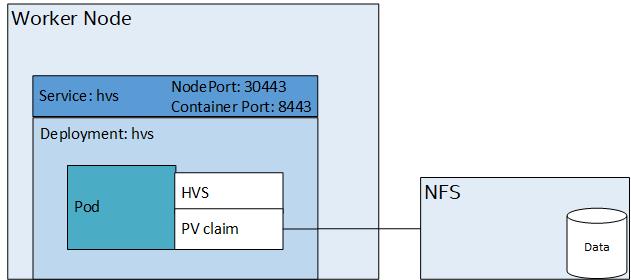 Worker Node
Service: hvs
NodePort: 30443
Container Port: 8443
Deployment: hvs
Pod
HVS
PV claim
NFS
Data